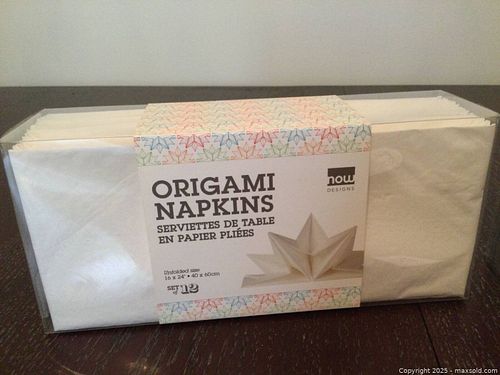 ORIGAMI
NAPKINS
SERVIETTES DE TABLE
EN PAPIER PLIÉES
now
DESIGNS
Unfolded size
16 x 24" • 40 x 60cm
SET of 12
Copyright 2025 - maxsold.com